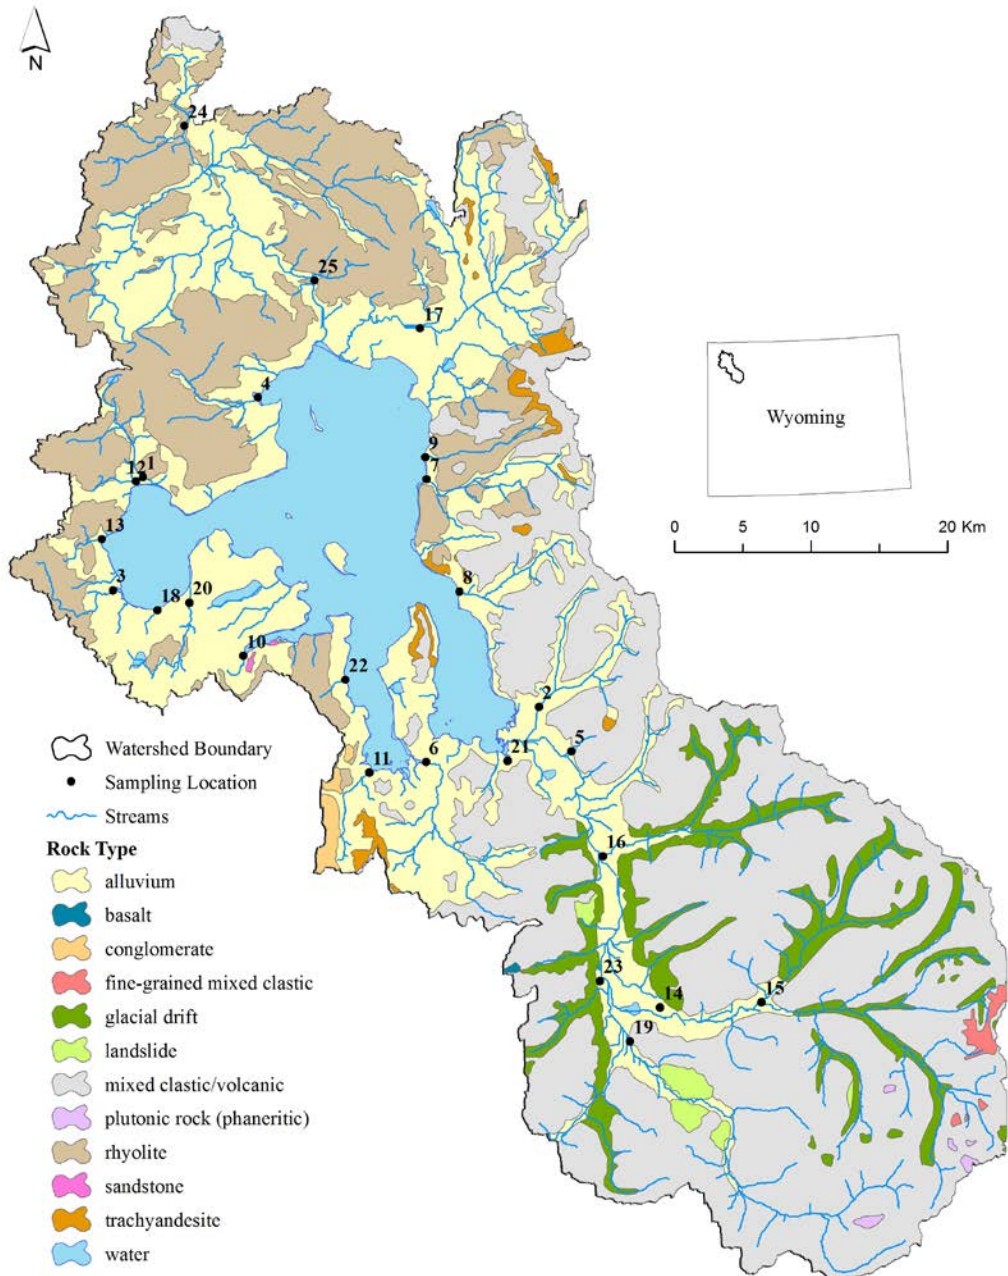 N
24
25
17
4
9
7
12 1
13
3
18
20
8
10
22
2
5
6
21
11
16
23
14
15
19
Wyoming
0 5 10 20 Km
Watershed Boundary
Sampling Location
Streams
Rock Type
alluvium
basalt
conglomerate
fine-grained mixed clastic
glacial drift
landslide
mixed clastic/volcanic
plutonic rock (phaneritic)
rhyolite
sandstone
trachyandesite
water